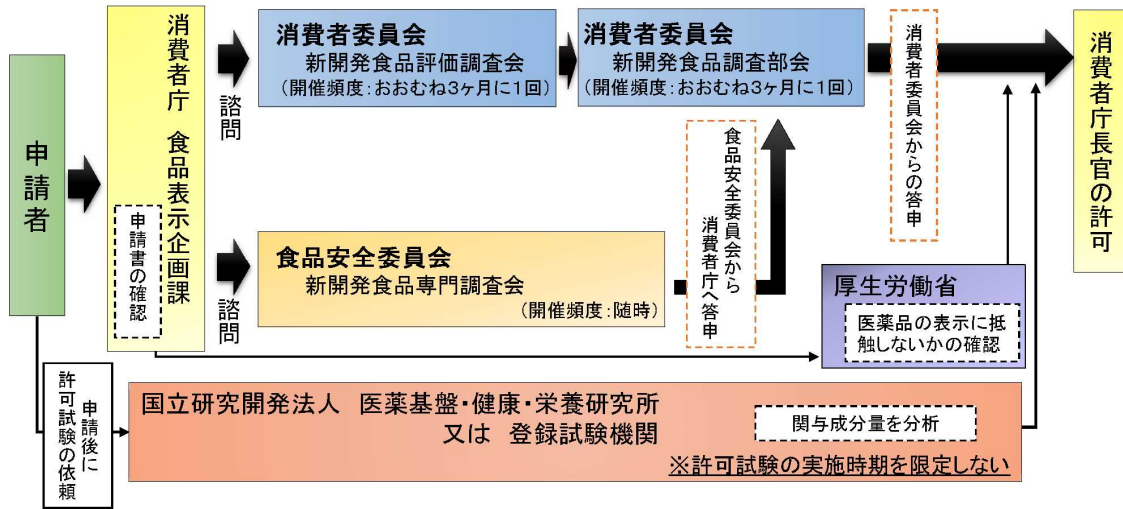 申請者
消費者庁 食品表示企画課
申請書の確認
諮問
消費者委員会
新開発食品評価調査会
(開催頻度:おおむね3ヶ月に1回)
消費者委員会
新開発食品調査部会
(開催頻度:おおむね3ヶ月に1回)
消費者委員会からの答申
消費者庁長官の許可
諮問
食品安全委員会
新開発食品専門調査会
(開催頻度:随時)
食品安全委員会から
消費者庁へ答申
厚生労働省
医薬品の表示に抵
触しないかの確認
申請後に
許可試験の依頼
国立研究開発法人 医薬基盤・健康・栄養研究所
又は 登録試験機関
関与成分量を分析
※許可試験の実施時期を限定しない